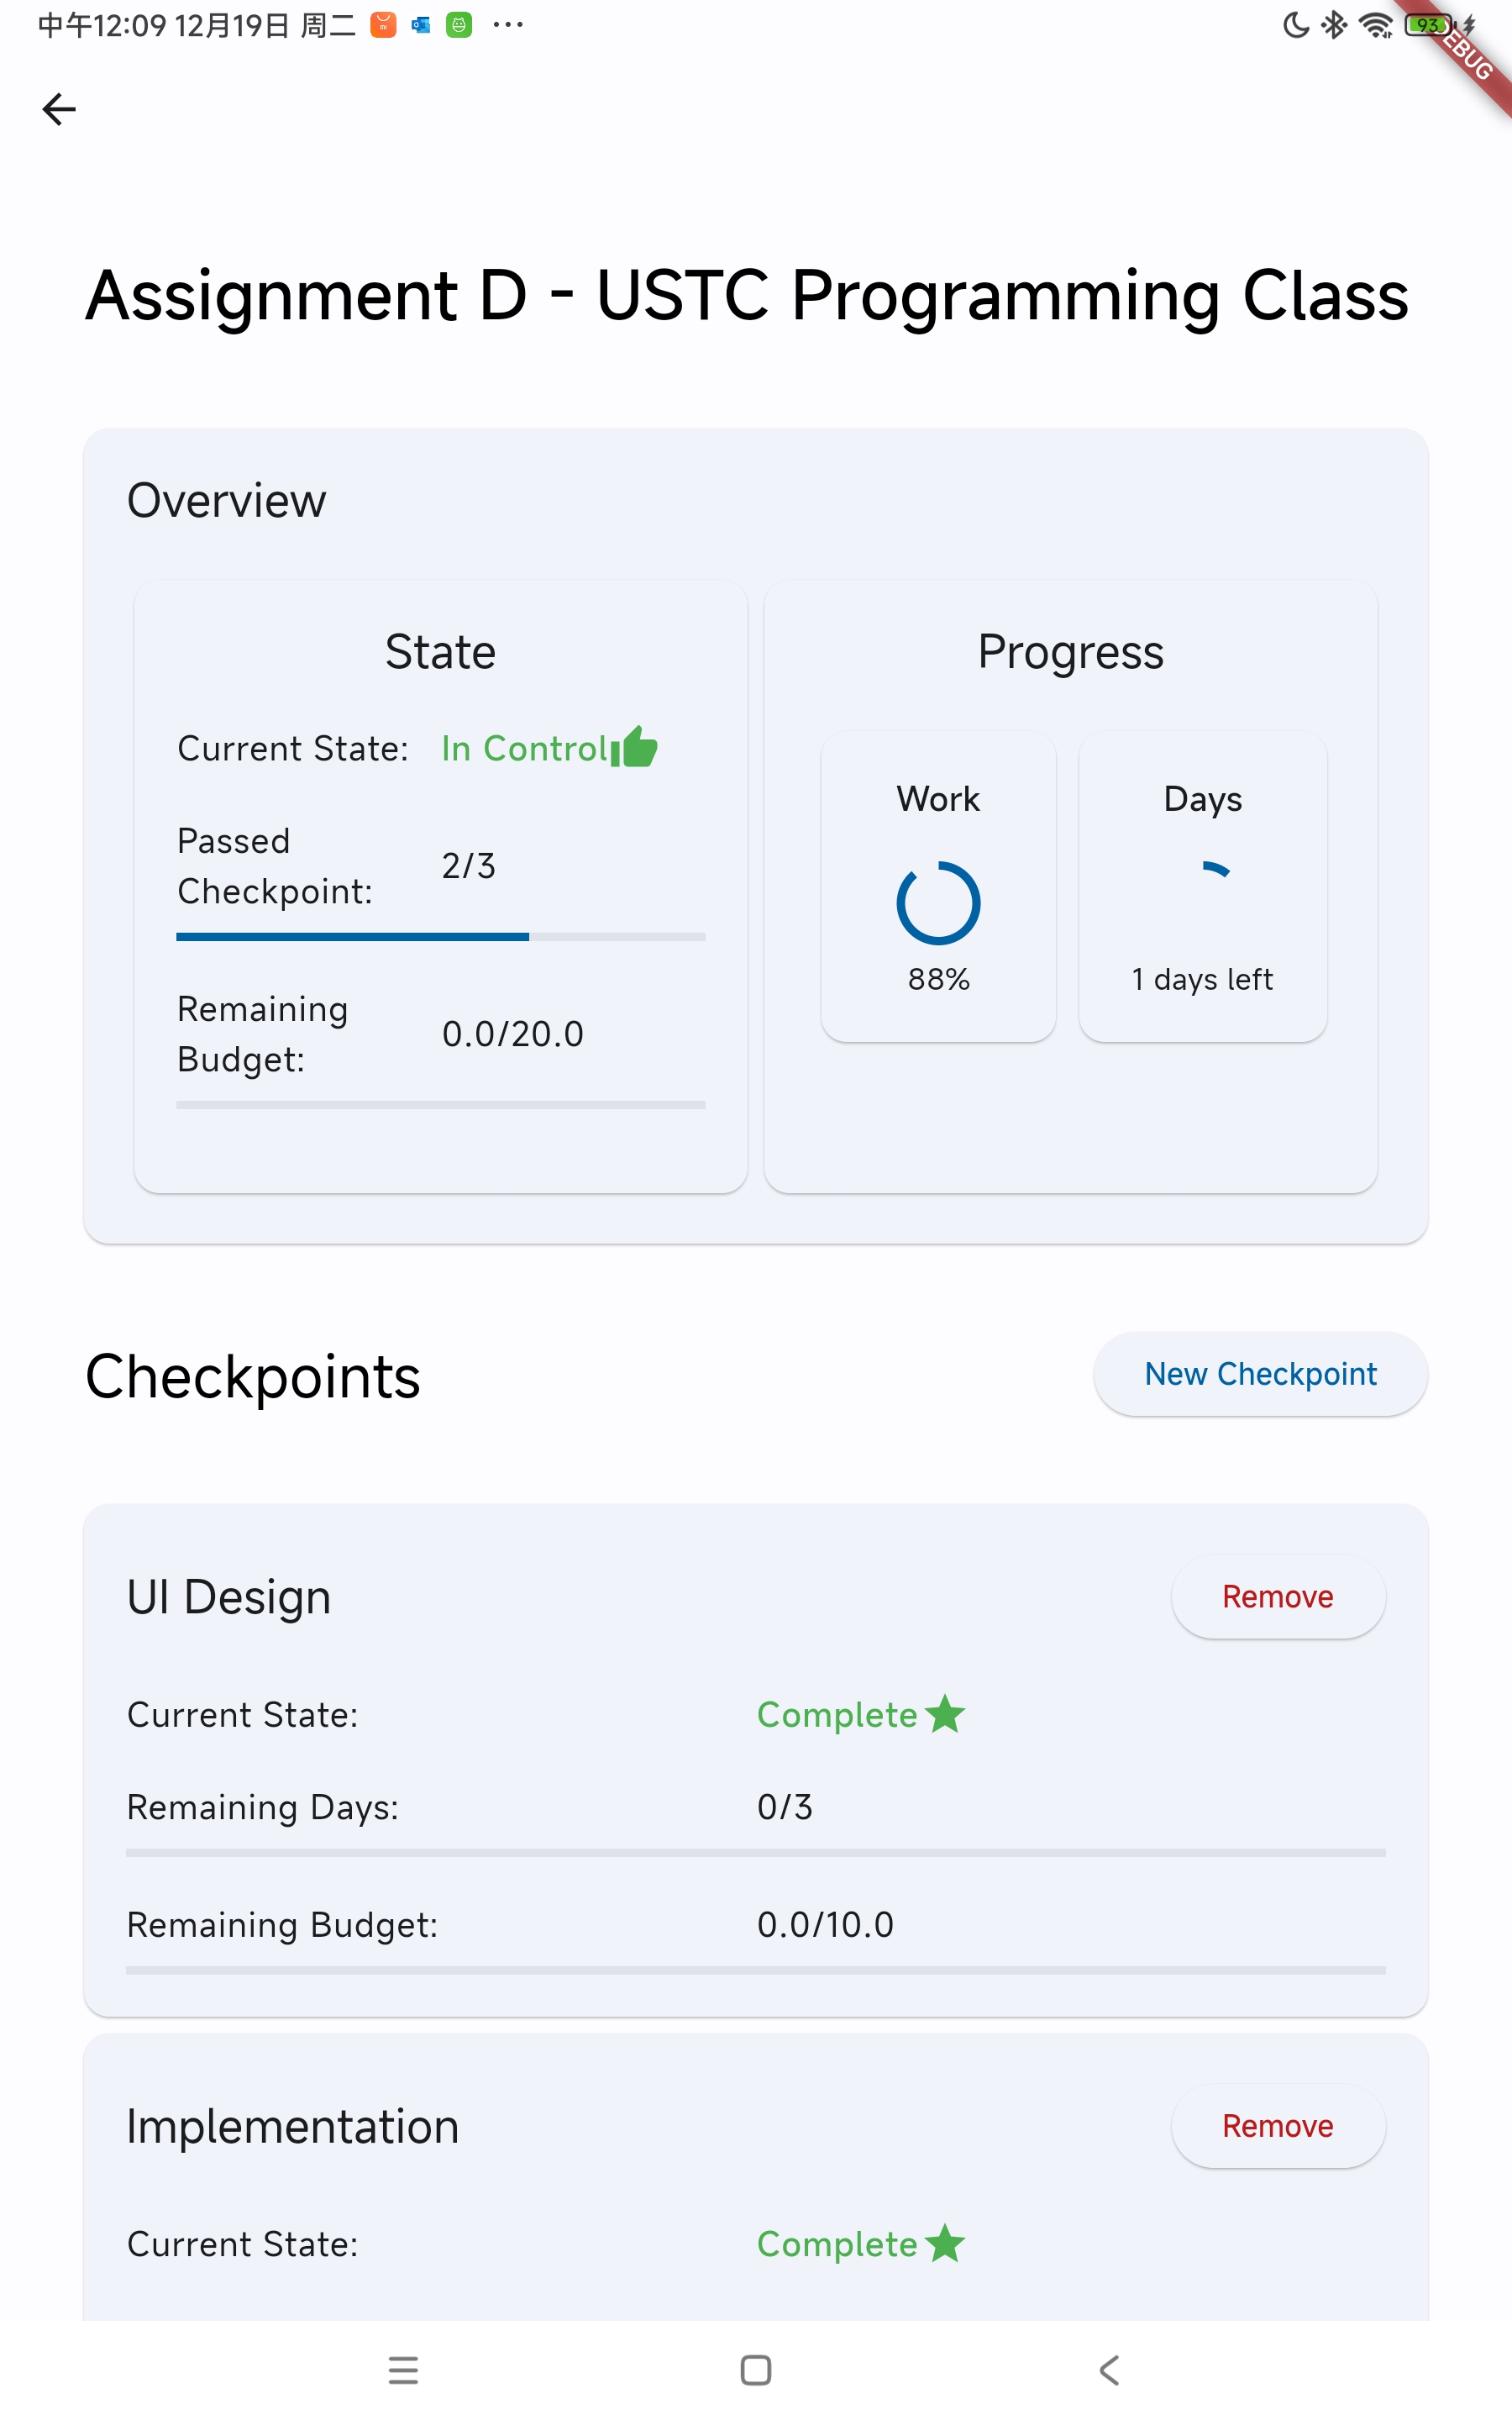 中午12:09 12月19日 周二
93
EBUG
Assignment D - USTC Programming Class
Overview
State
Current State: In Control
Passed
Checkpoint:
2/3
Remaining
Budget:
0.0/20.0
Progress
Work
88%
Days
1 days left
Checkpoints
New Checkpoint
UI Design
Remove
Current State: Complete
Remaining Days: 0/3
Remaining Budget: 0.0/10.0
Implementation
Remove
Current State: Complete